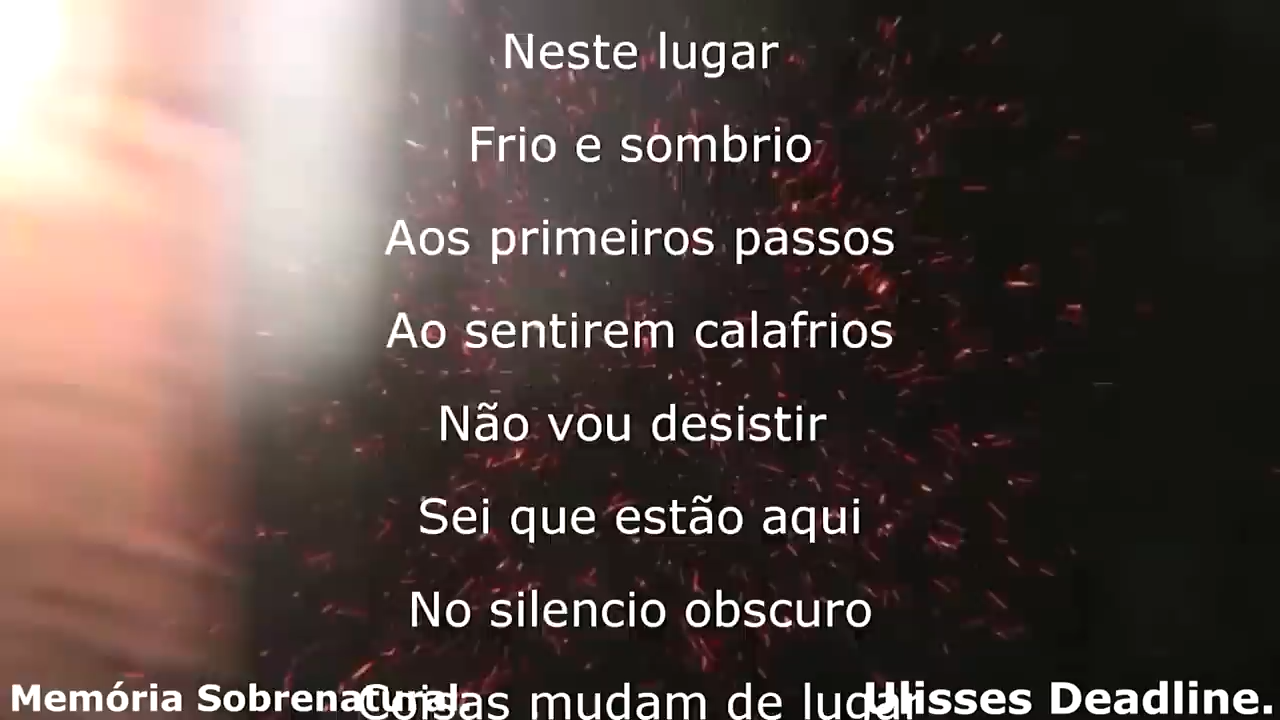 Neste lugar
Frio e sombrio
Aos primeiros passos
Ao sentirem calafrios
Não vou desistir
Sei que estão aqui
No silencio obscuro
Coisas mudam de lugar
Memória Sobrenatural.
Ulisses Deadline.